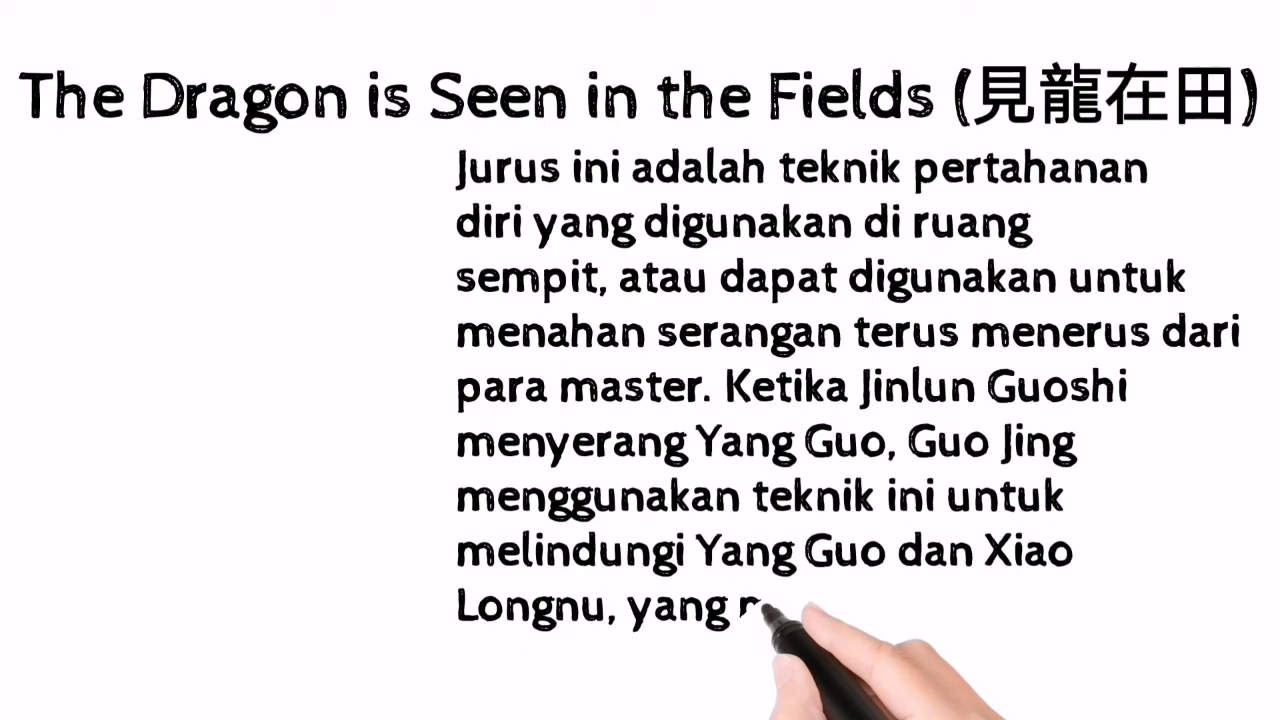 The Dragon is Seen in the Fields (見龍在田)
Jurus ini adalah teknik pertahanan
diri yang digunakan di ruang
sempit, atau dapat digunakan untuk
menahan serangan terus menerus dari
para master. Ketika Jinlun Guoshi
menyerang Yang Guo, Guo Jing
menggunakan teknik ini untuk
melindungi Yang Guo dan Xiao
Longnu, yang